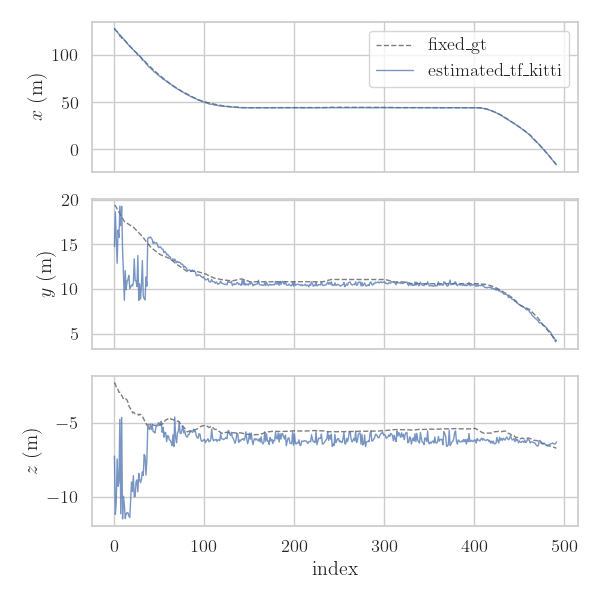 fixed_gt
estimated_tf_kitti
100
50
0
x (m)
20
15
10
5
y (m)
−5
−10
z (m)
0 100 200 300 400 500
index